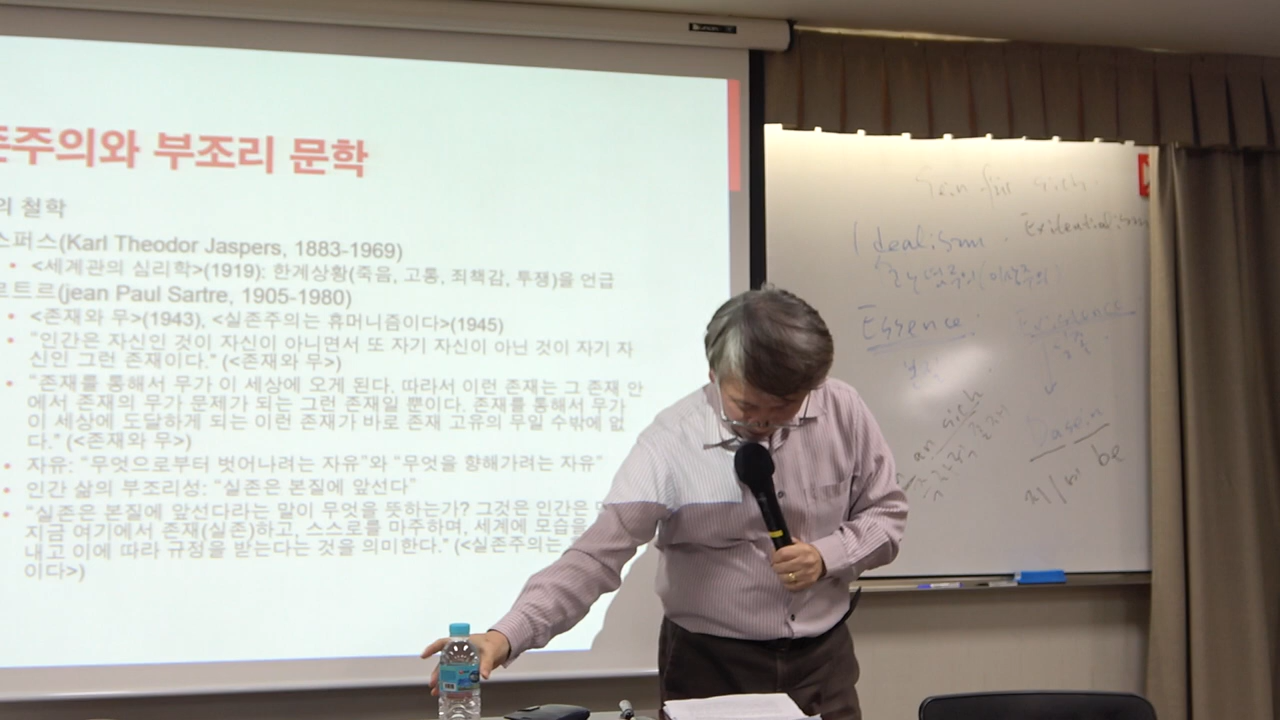 존주의와 부조리 문학
의 철학
스퍼스(Karl Theodor Jaspers, 1883-1969)
• <세계관의 심리학>(1919): 한계상황(죽음, 고통, 죄책감, 투쟁)을 언급
르트르(jean Paul Sartre, 1905-1980)
• <존재와 무>(1943), <실존주의는 휴머니즘이다>(1945)
• “인간은 자신인 것이 자신이 아니면서 또 자기 자신이 아닌 것이 자기 자
신인 그런 존재이다.” (<존재와 무>)
• “존재를 통해서 무가 이 세상에 오게 된다. 따라서 이런 존재는 그 존재 안
에서 존재의 무가 문제가 되는 그런 존재일 뿐이다. 존재를 통해서 무가
이 세상에 도달하게 되는 이런 존재가 바로 존재 고유의 무일 수밖에 없
다.” (<존재와 무>)
• 자유: “무엇으로부터 벗어나려는 자유”와 “무엇을 향해가려는 자유”
• 인간 삶의 부조리성: “실존은 본질에 앞선다”
• “실존은 본질에 앞선다라는 말이 무엇을 뜻하는가? 그것은 인간은
지금 여기에서 존재(실존)하고, 스스로를 마주하며, 세계에 모습을
내고 이에 따라 규정을 받는다는 것을 의미한다.” (<실존주의는
이다>)
Sein für sich
Idealism . Existentialism
관념주의(이상주의)
Essence Existence
본질 실존
an sich
Dasein
be